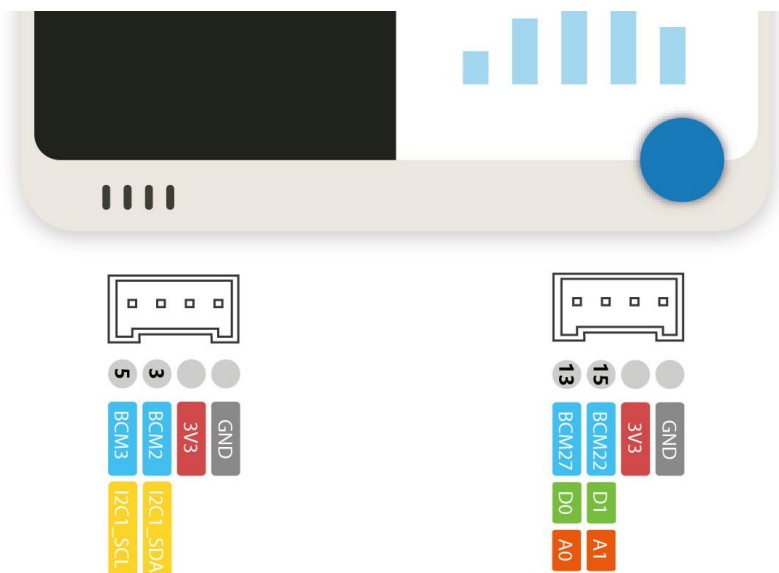 5 3
BCM3 BCM2 3V3 GND
I2C1_SCL I2C1_SDA
13 15
BCM27 BCM22 3V3 GND
D0 D1
A0 A1